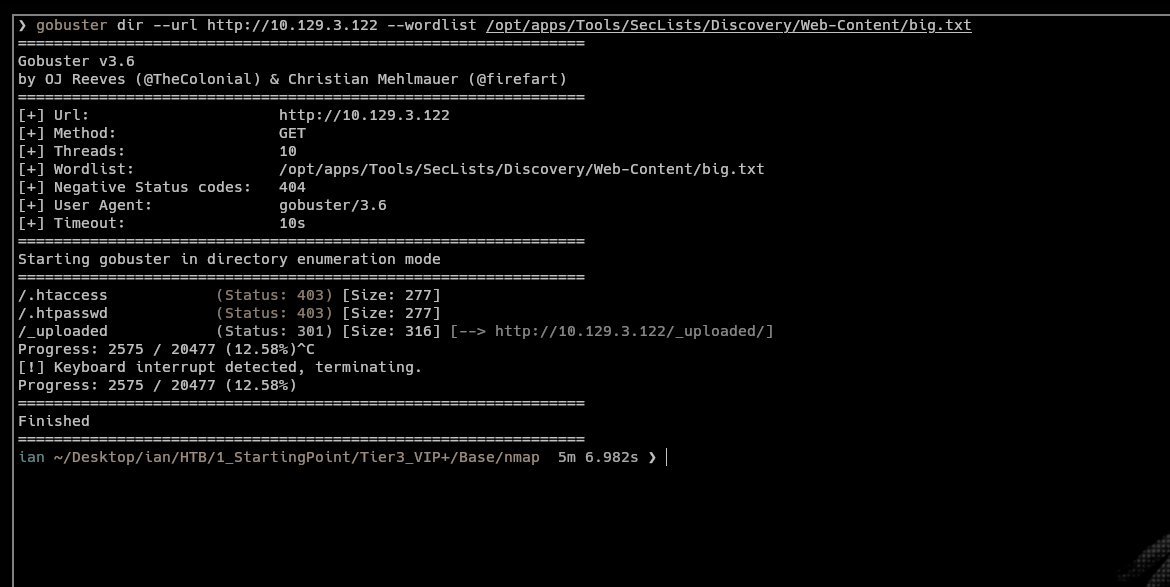 ❯ gobuster dir --url http://10.129.3.122 --wordlist /opt/apps/Tools/SecLists/Discovery/Web-Content/big.txt
===============================================================
Gobuster v3.6
by OJ Reeves (@TheColonial) & Christian Mehlmauer (@firefart)
===============================================================
[+] Url:                     http://10.129.3.122
[+] Method:                  GET
[+] Threads:                 10
[+] Wordlist:                /opt/apps/Tools/SecLists/Discovery/Web-Content/big.txt
[+] Negative Status codes:   404
[+] User Agent:              gobuster/3.6
[+] Timeout:                 10s
===============================================================
Starting gobuster in directory enumeration mode
===============================================================
/.htaccess            (Status: 403) [Size: 277]
/.htpasswd            (Status: 403) [Size: 277]
/_uploaded            (Status: 301) [Size: 316] [--> http://10.129.3.122/_uploaded/]
Progress: 2575 / 20477 (12.58%)^C
[!] Keyboard interrupt detected, terminating.
Progress: 2575 / 20477 (12.58%)
===============================================================
Finished
===============================================================
ian ~/Desktop/ian/HTB/1_StartingPoint/Tier3_VIP+/Base/nmap  5m 6.982s ❯